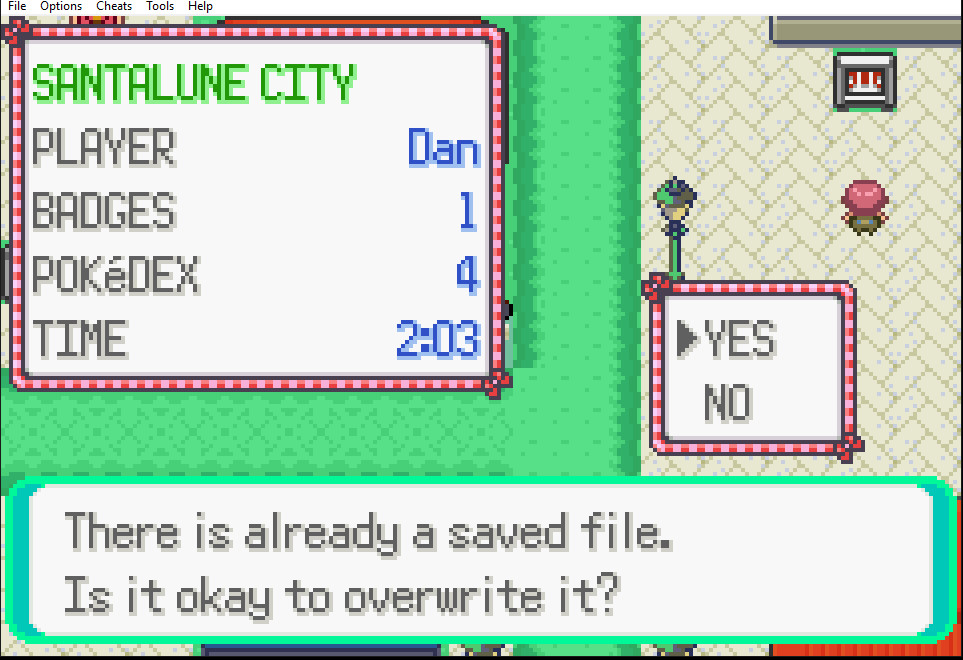 File Options Cheats Tools Help
SANTALUNE CITY
PLAYER Dan
BADGES 1
POKéDEX 4
TIME 2:03
YES
NO
There is already a saved file.
Is it okay to overwrite it?